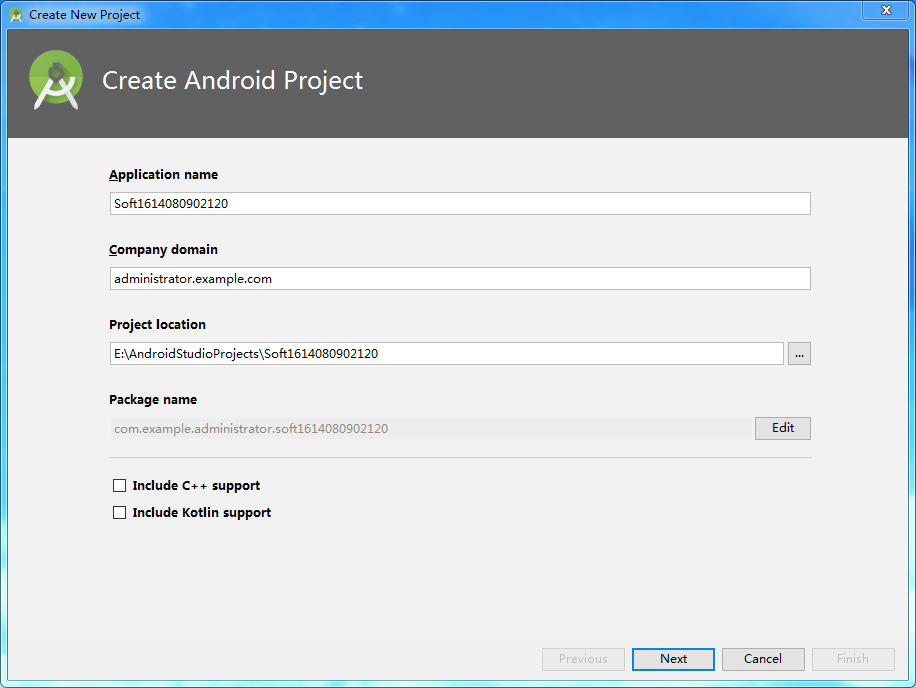 Create New Project
Create Android Project
Application name
Soft1614080902120
Company domain
administrator.example.com
Project location
E:\AndroidStudioProjects\Soft1614080902120
...
Package name
com.example.administrator.soft1614080902120
Edit
Include C++ support
Include Kotlin support
Previous Next Cancel Finish